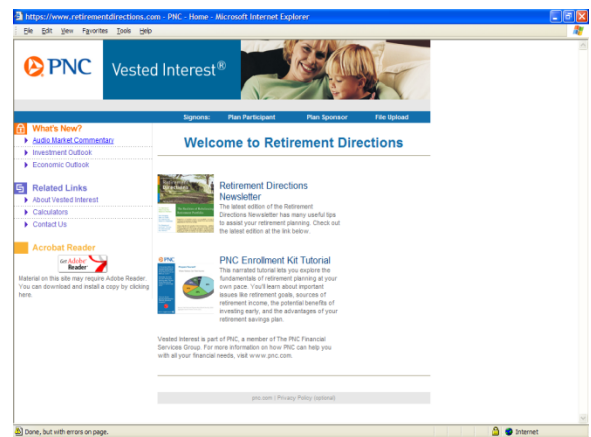 https://www.retirementdirections.com - PNC - Home - Microsoft Internet Explorer
File Edit View Favorites Tools Help
PNC Vested Interest®
Signons: Plan Participant Plan Sponsor File Upload
What's New?
Audio Market Commentary
Investment Outlook
Economic Outlook
Related Links
About Vested Interest
Calculators
Contact Us
Acrobat Reader
Get Adobe
Reader
Material on this site may require Adobe Reader.
You can download and install a copy by clicking
here.
Welcome to Retirement Directions
Directions
Retirement Directions
Newsletter
The latest edition of the Retirement
Directions Newsletter has many useful tips
to assist your retirement planning. Check out
the latest edition at the link below.
PNC
PNC Enrollment Kit Tutorial
This narrated tutorial lets you explore the
fundamentals of retirement planning at your
own pace. You'll learn about important
issues like retirement goals, sources of
retirement income, the potential benefits of
investing early, and the advantages of your
retirement savings plan.
Vested Interest is part of PNC, a member of The PNC Financial
Services Group. For more information on how PNC can help you
with all your financial needs, visit www.pnc.com.
pnc.com | Privacy Policy (optional)
Done, but with errors on page.
Internet